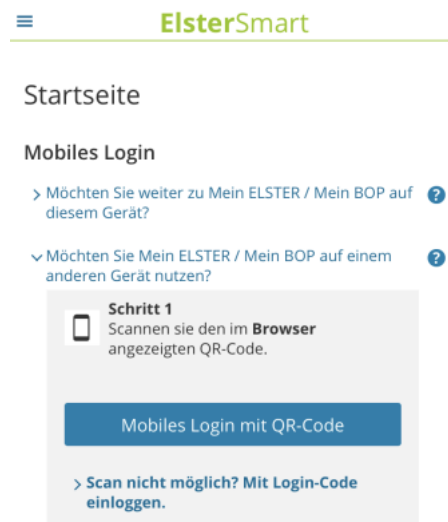 ElsterSmart
Startseite
Mobiles Login
Möchten Sie weiter zu Mein ELSTER / Mein BOP auf
diesem Gerät?
?
Möchten Sie Mein ELSTER / Mein BOP auf einem
anderen Gerät nutzen?
?
Schritt 1
Scannen sie den im Browser
angezeigten QR-Code.
Mobiles Login mit QR-Code
Scan nicht möglich? Mit Login-Code
einloggen.